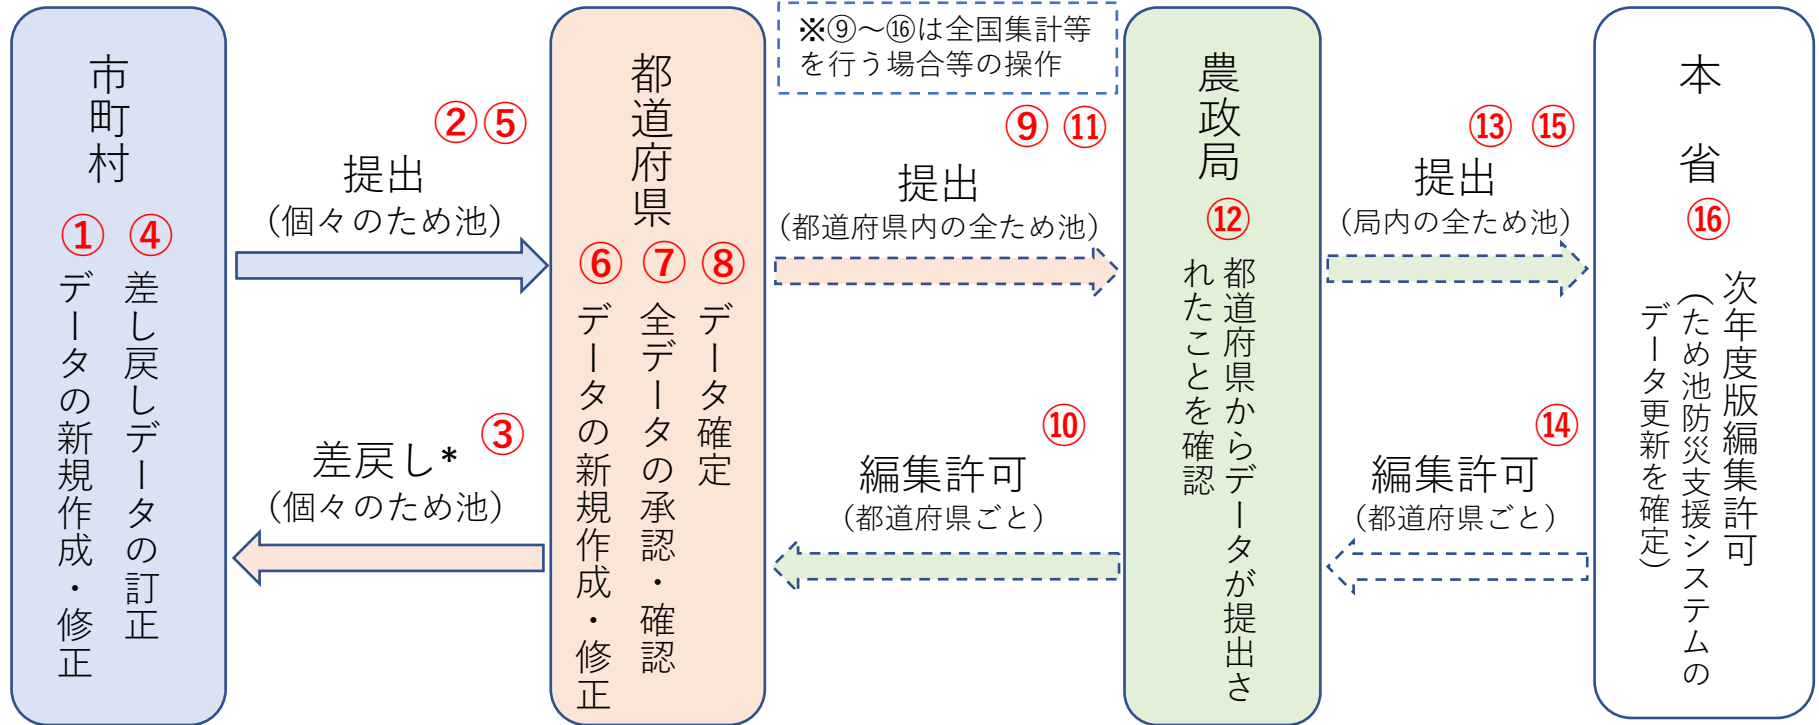 市町村
①
データの新規作成・修正
④
差し戻しデータの訂正
②⑤
提出
（個々のため池）
③
差戻し*
（個々のため池）
都道府県
⑥
データの新規作成・修正
⑦
全データの承認・確認
⑧
データ確定
※⑨～⑯は全国集計等
を行う場合等の操作
⑨ ⑪
提出
（都道府県内の全ため池）
⑩
編集許可
（都道府県ごと）
農政局
⑫
都道府県からデータが提出さ
れたことを確認
⑬ ⑮
提出
（局内の全ため池）
⑭
編集許可
（都道府県ごと）
本省
⑯
次年度版編集許可
（ため池防災支援システムの
データ更新を確定）